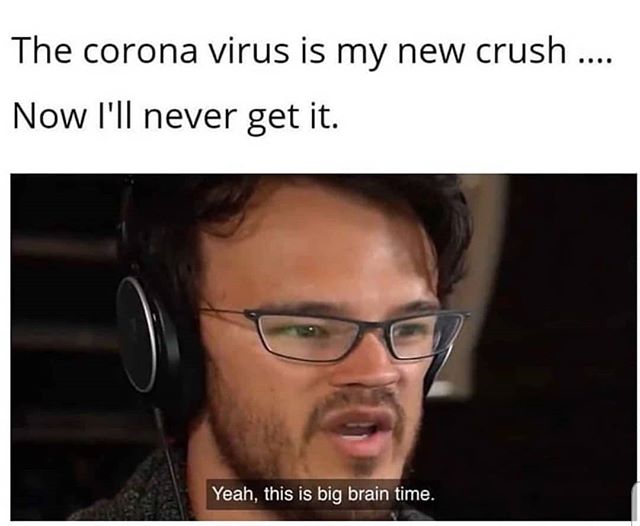 The corona virus is my new crush ....
Now I'll never get it.
Yeah, this is big brain time.